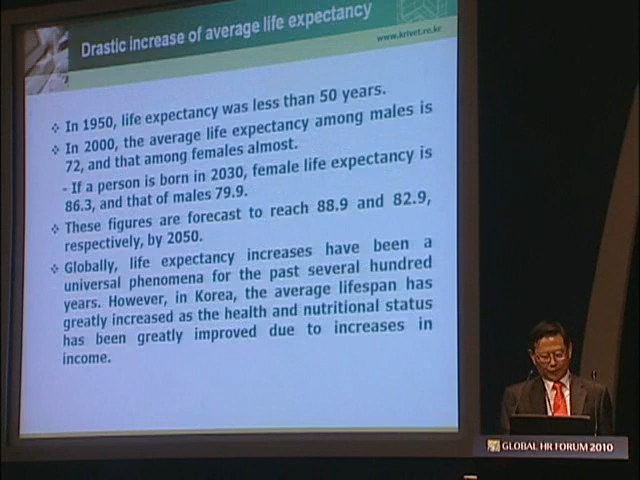 Drastic increase of average life expectancy
www.krivet.re.kr
❖ In 1950, life expectancy was less than 50 years.
❖ In 2000, the average life expectancy among males is
72, and that among females almost.
- If a person is born in 2030, female life expectancy is
86.3, and that of males 79.9.
❖ These figures are forecast to reach 88.9 and 82.9,
respectively, by 2050.
❖ Globally, life expectancy increases have been a
universal phenomena for the past several hundred
years. However, in Korea, the average lifespan has
greatly increased as the health and nutritional status
has been greatly improved due to increases in
income.
GLOBAL HR FORUM 2010